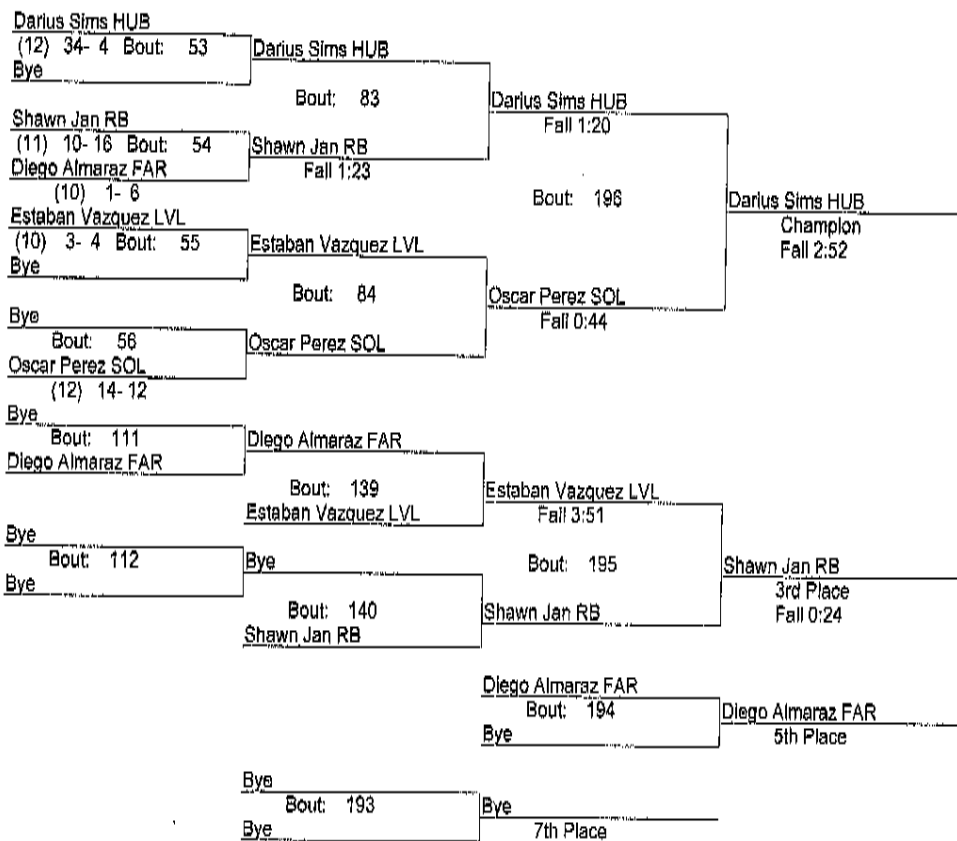 Darius Sims HUB
(12) 34- 4 Bout: 53
Bye
Darius Sims HUB
Bout: 83
Shawn Jan RB
(11) 10- 16 Bout: 54
Diego Almaraz FAR
(10) 1- 6
Shawn Jan RB
Fall 1:23
Darius Sims HUB
Fall 1:20
Bout: 196
Estaban Vazquez LVL
(10) 3- 4 Bout: 55
Bye
Estaban Vazquez LVL
Bout: 84
Bye
Bout: 56
Oscar Perez SOL
(12) 14- 12
Oscar Perez SOL
Oscar Perez SOL
Fall 0:44
Darius Sims HUB
Champion
Fall 2:52
Bye
Bout: 111
Diego Almaraz FAR
Diego Almaraz FAR
Bout: 139
Estaban Vazquez LVL
Estaban Vazquez LVL
Fall 3:51
Bout: 195
Bye
Bout: 112
Bye
Bye
Bout: 140
Shawn Jan RB
Shawn Jan RB
Shawn Jan RB
3rd Place
Fall 0:24
Diego Almaraz FAR
Bout: 194
Bye
Diego Almaraz FAR
5th Place
Bye
Bout: 193
Bye
Bye
7th Place